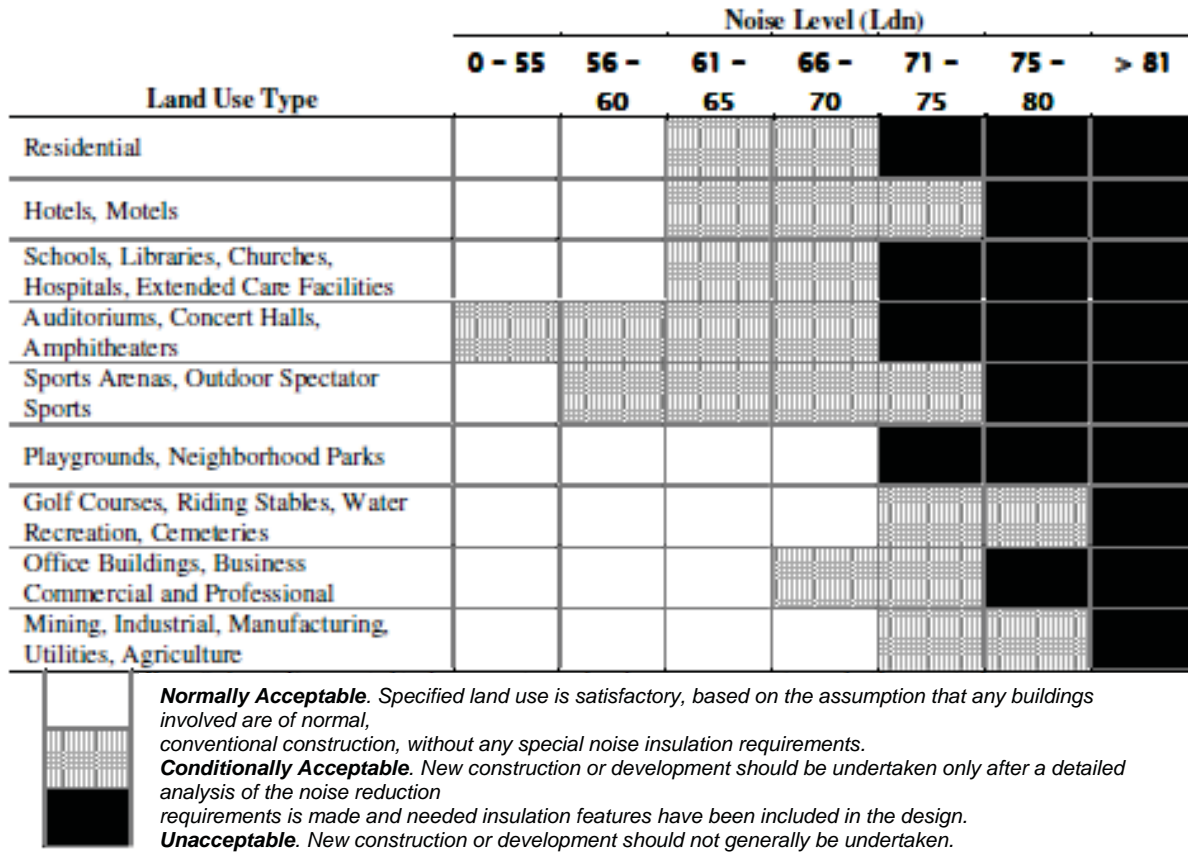 Noise Level (Ldn)
0 – 55 56 – 61 – 66 – 71 – 75 – > 81
Land Use Type 60 65 70 75 80
Residential
Hotels, Motels
Schools, Libraries, Churches,
Hospitals, Extended Care Facilities
Auditoriums, Concert Halls,
Amphitheaters
Sports Arenas, Outdoor Spectator
Sports
Playgrounds, Neighborhood Parks
Golf Courses, Riding Stables, Water
Recreation, Cemeteries
Office Buildings, Business
Commercial and Professional
Mining, Industrial, Manufacturing,
Utilities, Agriculture
Normally Acceptable. Specified land use is satisfactory, based on the assumption that any buildings
involved are of normal,
conventional construction, without any special noise insulation requirements.
Conditionally Acceptable. New construction or development should be undertaken only after a detailed
analysis of the noise reduction
requirements is made and needed insulation features have been included in the design.
Unacceptable. New construction or development should not generally be undertaken.